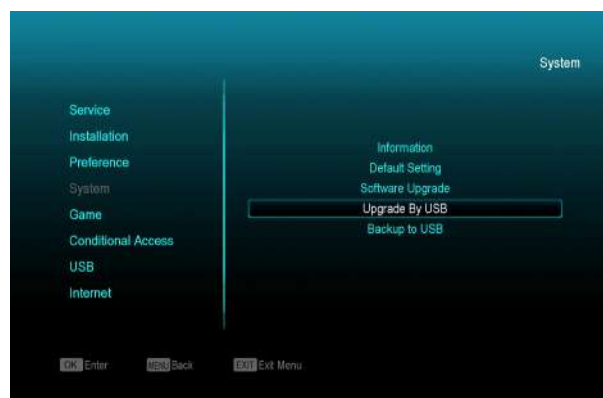 System
Service
Installation
Preference
System
Game
Conditional Access
USB
Internet
Information
Default Setting
Software Upgrade
Upgrade By USB
Backup to USB
OK Enter MENU Back EXIT Exit Menu